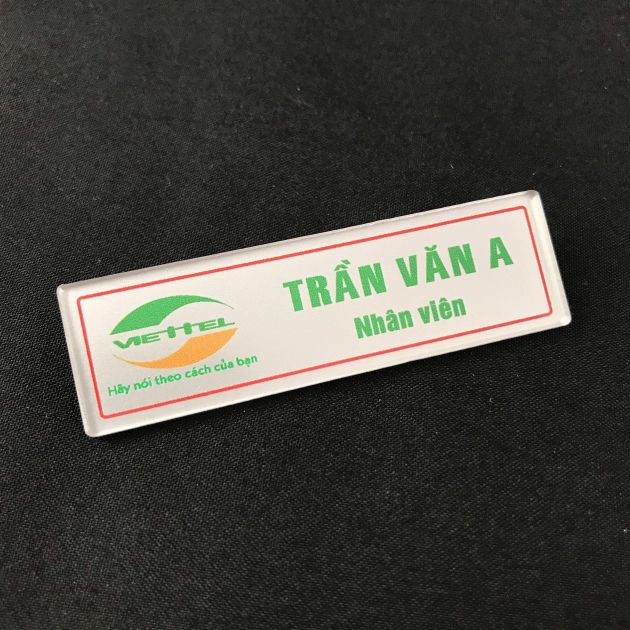 VIETTEL
Hãy nói theo cách của bạn
TRẦN VĂN A
Nhân viên